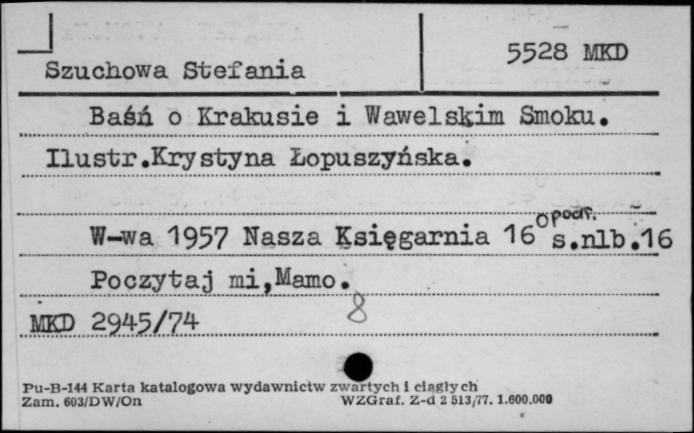 5528 MKD
Szuchowa Stefania
Baśń o Krakusie i Wawelskim Smoku.
Ilustr.Krystyna Łopuszyńska.
W-wa 1957 Nasza Księgarnia 16° podł. s.nlb.16
Poczytaj mi,Mamo.
8
MKD 2945/74
Pu-B-144 Karta katalogowa wydawnictw zwartych i ciągłych
Zam. 603/DW/On WZGraf. Z-d 2 513/77. 1.600.000